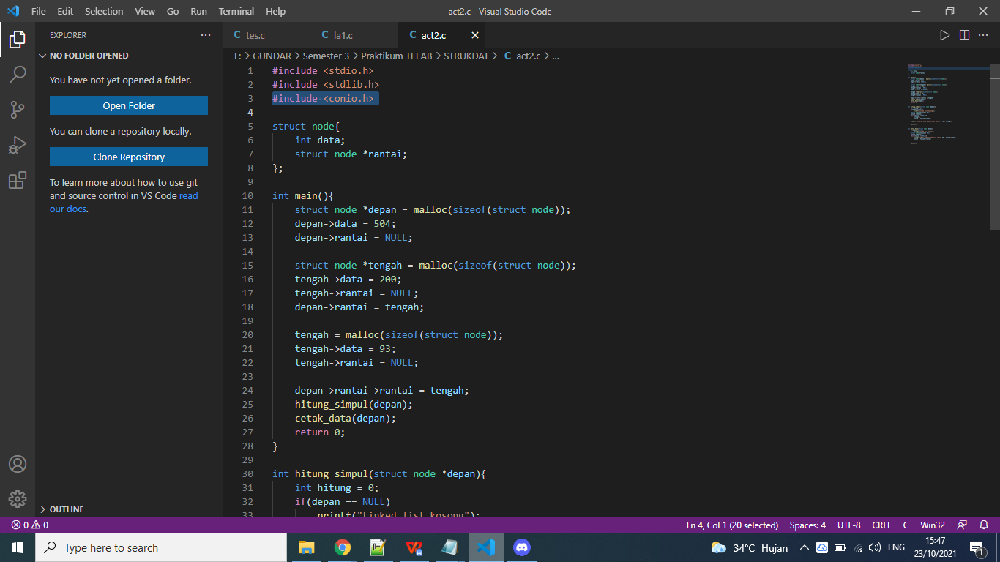 File Edit Selection View Go Run Terminal Help act2.c - Visual Studio Code
EXPLORER
NO FOLDER OPENED
You have not yet opened a folder.
Open Folder
You can clone a repository locally.
Clone Repository
To learn more about how to use git
and source control in VS Code read
our docs.
OUTLINE
C tes.c C la1.c C act2.c
F: > GUNDAR > Semester 3 > Praktikum TI LAB > STRUKDAT > C act2.c > ...
1 #include <stdio.h>
2 #include <stdlib.h>
3 #include <conio.h>
4
5 struct node{
6 int data;
7 struct node *rantai;
8 };
9
10 int main(){
11 struct node *depan = malloc(sizeof(struct node));
12 depan->data = 504;
13 depan->rantai = NULL;
14
15 struct node *tengah = malloc(sizeof(struct node));
16 tengah->data = 200;
17 tengah->rantai = NULL;
18 depan->rantai = tengah;
19
20 tengah = malloc(sizeof(struct node));
21 tengah->data = 93;
22 tengah->rantai = NULL;
23
24 depan->rantai->rantai = tengah;
25 hitung_simpul(depan);
26 cetak_data(depan);
27 return 0;
28 }
29
30 int hitung_simpul(struct node *depan){
31 int hitung = 0;
32 if(depan == NULL)
33 printf("Linked list kosong");
0 0 Ln 4, Col 1 (20 selected) Spaces: 4 UTF-8 CRLF C Win32
Type here to search
34°C Hujan
ENG
15:47
23/10/2021
1